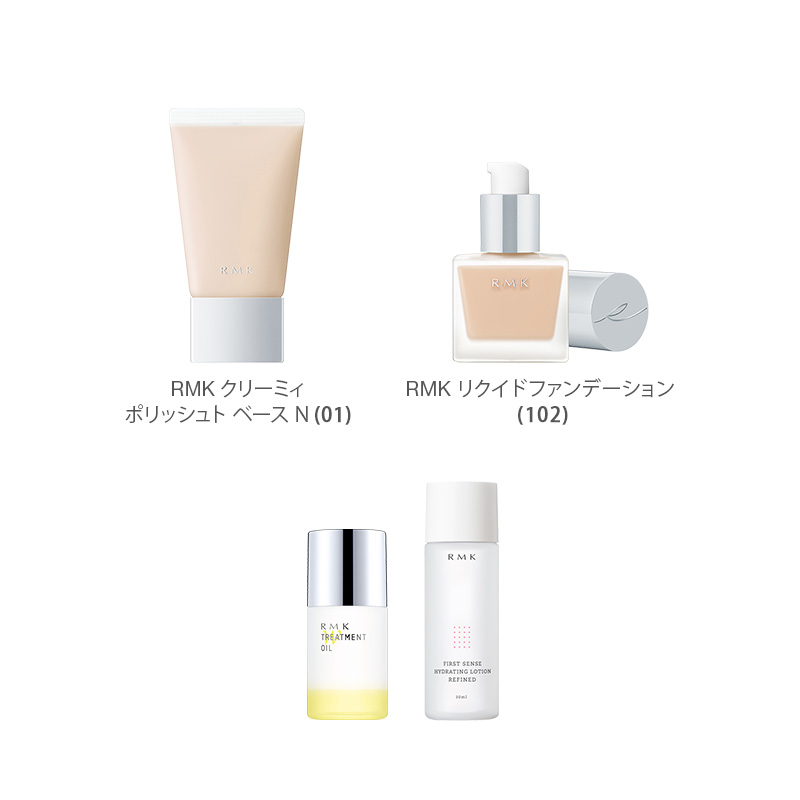 RMK
RMK
RMK クリーミィ
ポリッシュト ベース N (01)
RMK リクイドファンデーション
(102)
RMK
W
TREATMENT
OIL
RMK
FIRST SENSE
HYDRATING LOTION
REFINED